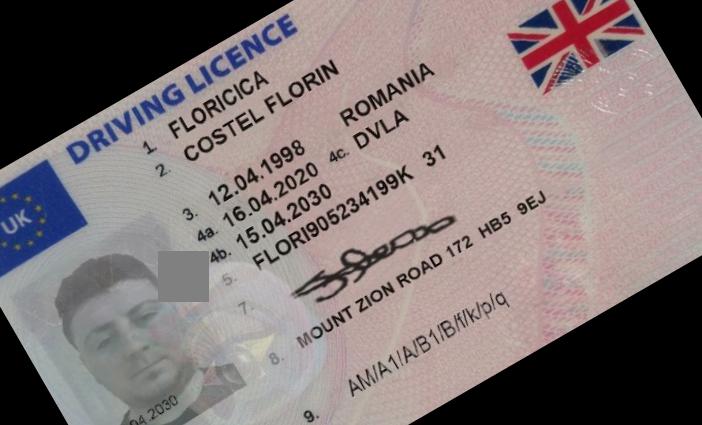 DRIVING LICENCE
UK
1. FLORICICA
2. COSTEL FLORIN
3. 12.04.1998 ROMANIA
4a. 16.04.2020 4c. DVLA
4b. 15.04.2030
5. FLORI905234199K 31
7.
8. MOUNT ZION ROAD 172 HB5 9EJ
9. AM/A1/A/B1/B/f/k/p/q
04.2030